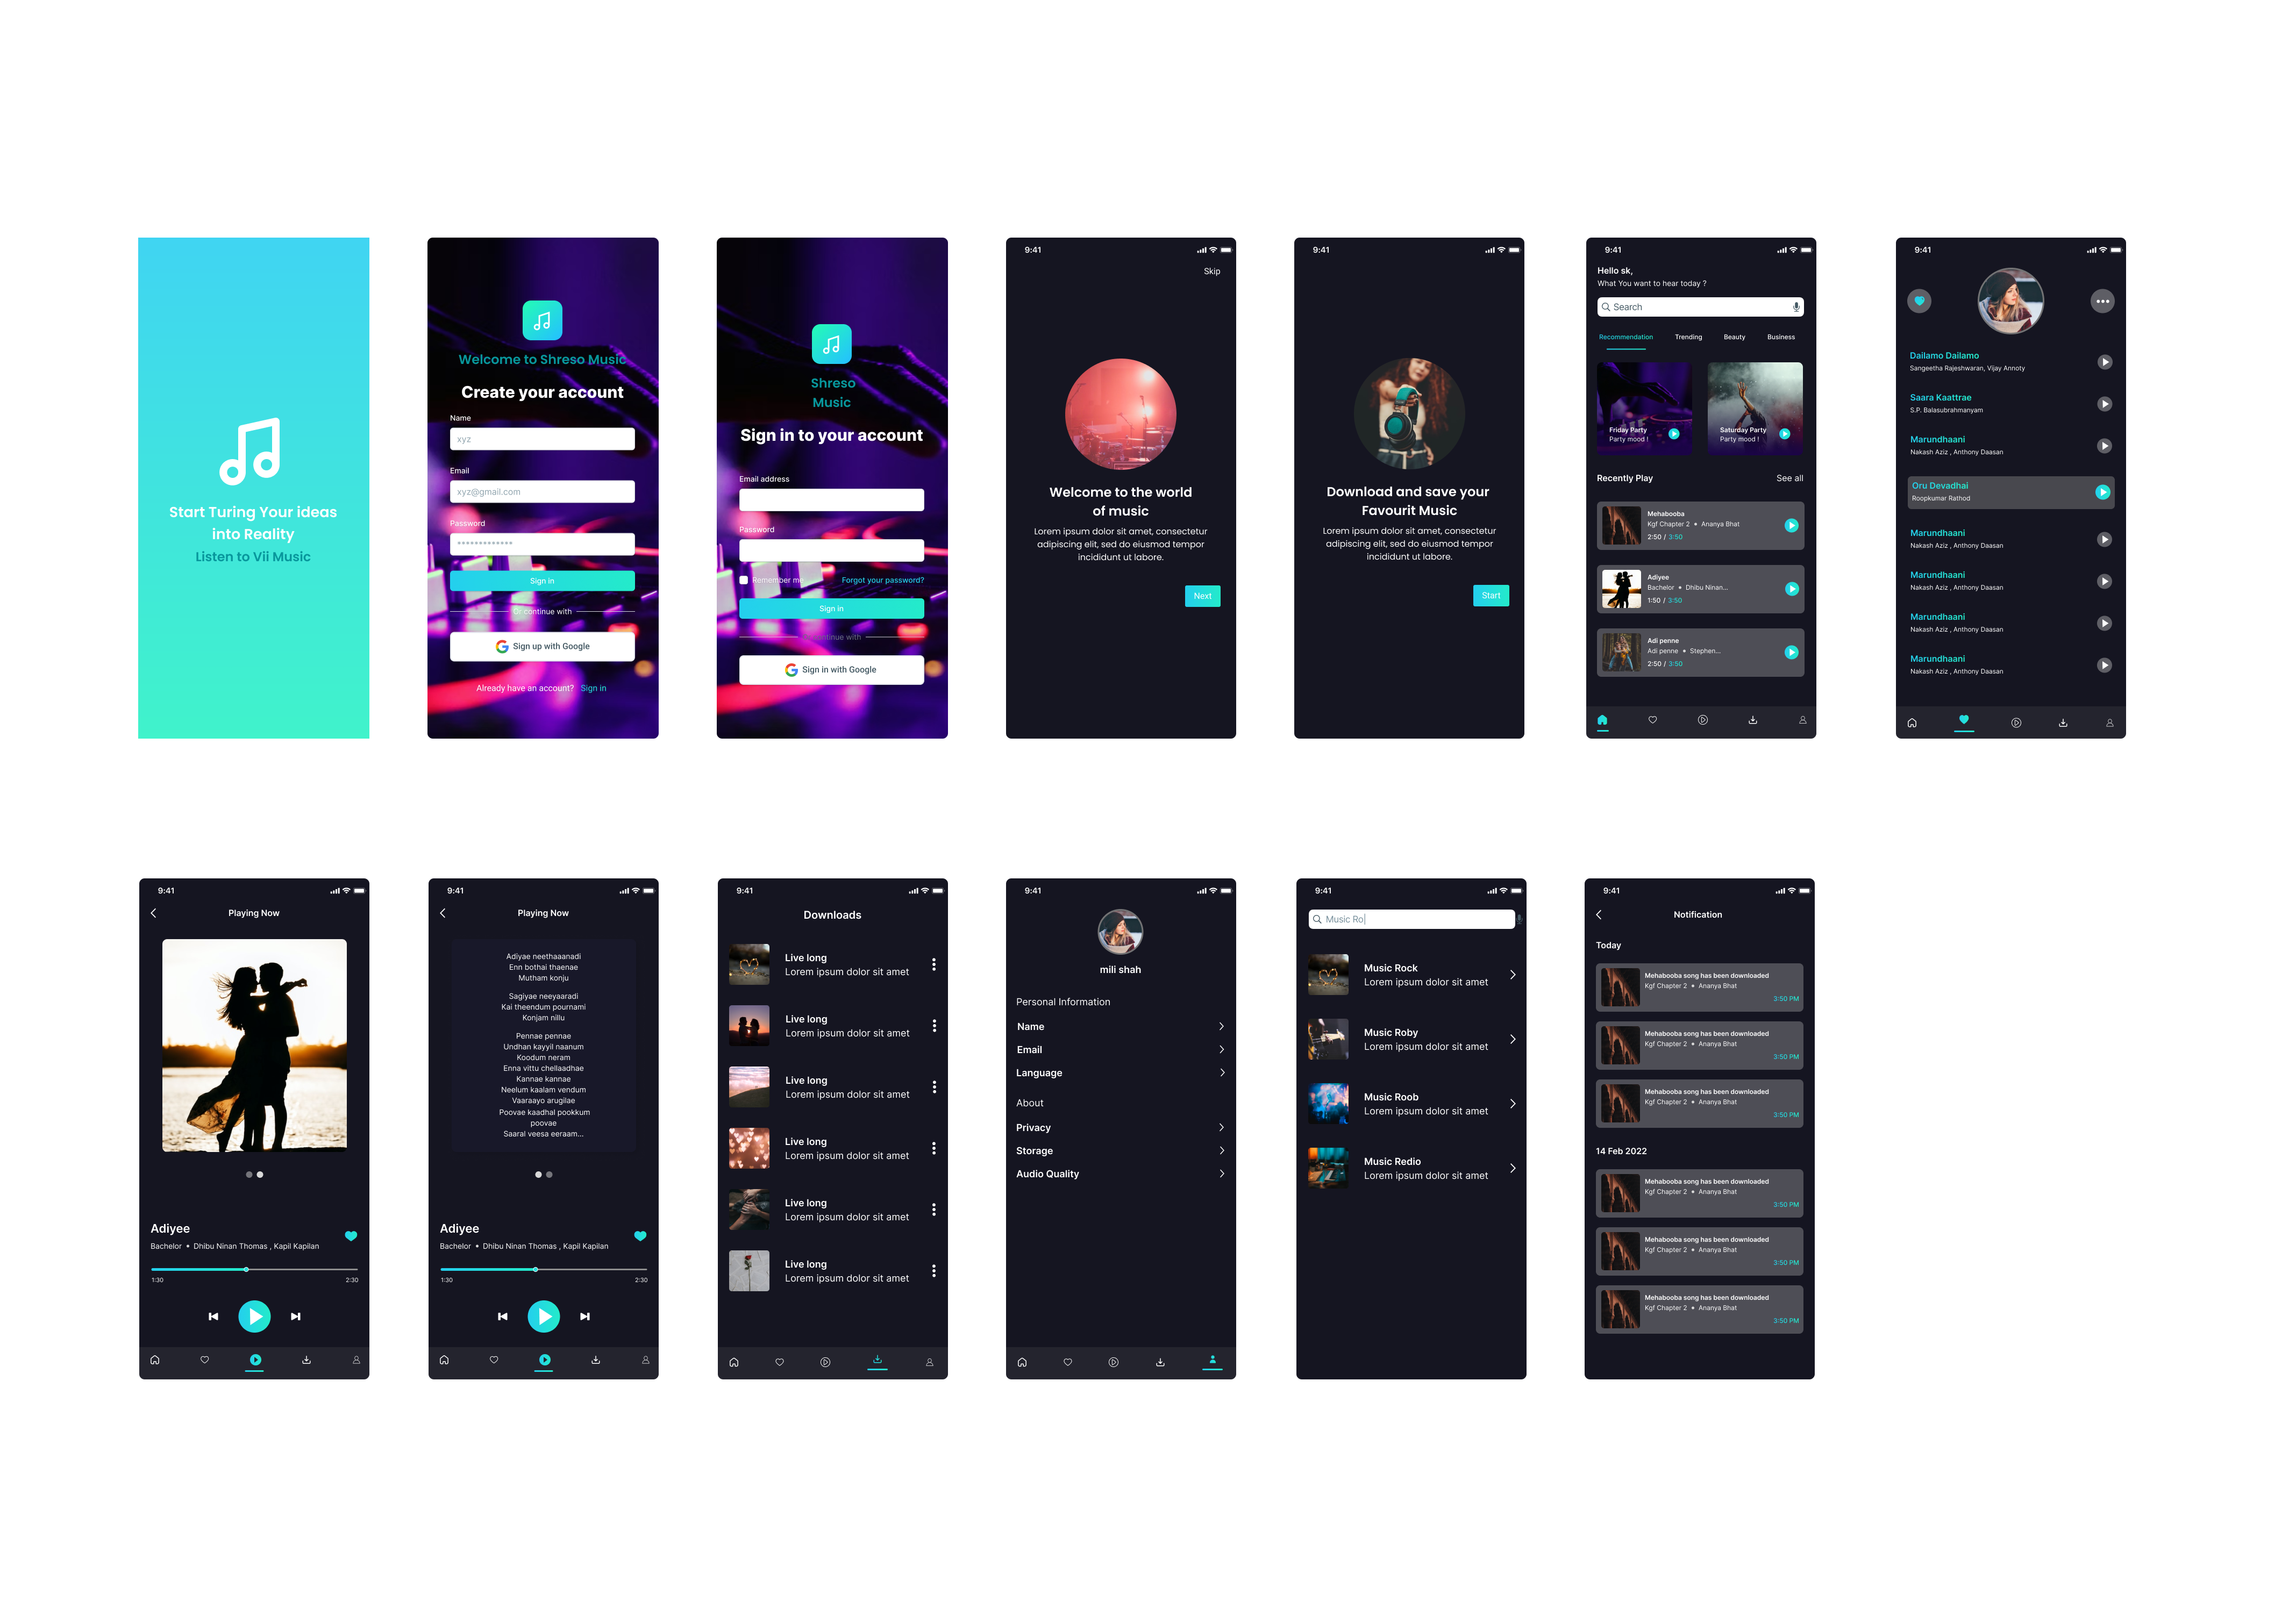 Start Turing Your ideas
into Reality
Listen to Vii Music
Welcome to Shreso Music
Create your account
Name
xyz
Email
xyz@gmail.com
Password
*************
Sign in
Or continue with
Sign up with Google
Already have an account? Sign in
Shreso
Music
Sign in to your account
Email address
Password
Remember me
Forgot your password?
Sign in
continue with
Sign in with Google
9:41
Skip
Welcome to the world
of music
Lorem ipsum dolor sit amet, consectetur
adipiscing elit, sed do eiusmod tempor
incididunt ut labore.
Next
9:41
Download and save your
Favourit Music
Lorem ipsum dolor sit amet, consectetur
adipiscing elit, sed do eiusmod tempor
incididunt ut labore.
Start
9:41
Hello sk,
What You want to hear today ?
Search
Recommendation Trending Beauty Business
Friday Party
Party mood !
Saturday Party
Party mood !
Recently Play See all
Mehabooba
Kgf Chapter 2 • Ananya Bhat
2:50 / 3:50
Adiyee
Bachelor • Dhibu Ninan...
1:50 / 3:50
Adi penne
Adi penne • Stephen...
2:50 / 3:50
9:41
Dailamo Dailamo
Sangeetha Rajeshwaran, Vijay Annoty
Saara Kaattrae
S.P. Balasubrahmanyam
Marundhaani
Nakash Aziz , Anthony Daasan
Oru Devadhai
Roopkumar Rathod
Marundhaani
Nakash Aziz , Anthony Daasan
Marundhaani
Nakash Aziz , Anthony Daasan
Marundhaani
Nakash Aziz , Anthony Daasan
Marundhaani
Nakash Aziz , Anthony Daasan
9:41
Playing Now
Adiyee
Bachelor • Dhibu Ninan Thomas , Kapil Kapilan
1:30 2:30
9:41
Playing Now
Adiyee neethaaanadi
Enn bothai thaenae
Mutham konju
Sagiyae neeyaaradi
Kai theendum pournami
Konjam nillu
Pennae pennae
Undhan kayyil naanum
Koodum neram
Enna vittu chellaadhae
Kannae kannae
Neelum kaalam vendum
Vaaraayo arugilae
Poovae kaadhal pookkum
poovae
Saaral veesa eeraam...
Adiyee
Bachelor • Dhibu Ninan Thomas , Kapil Kapilan
1:30 2:30
9:41
Downloads
Live long
Lorem ipsum dolor sit amet
Live long
Lorem ipsum dolor sit amet
Live long
Lorem ipsum dolor sit amet
Live long
Lorem ipsum dolor sit amet
Live long
Lorem ipsum dolor sit amet
Live long
Lorem ipsum dolor sit amet
9:41
mili shah
Personal Information
Name
Email
Language
About
Privacy
Storage
Audio Quality
9:41
Music Ro|
Music Rock
Lorem ipsum dolor sit amet
Music Roby
Lorem ipsum dolor sit amet
Music Roob
Lorem ipsum dolor sit amet
Music Redio
Lorem ipsum dolor sit amet
9:41
Notification
Today
Mehabooba song has been downloaded
Kgf Chapter 2 • Ananya Bhat
3:50 PM
Mehabooba song has been downloaded
Kgf Chapter 2 • Ananya Bhat
3:50 PM
Mehabooba song has been downloaded
Kgf Chapter 2 • Ananya Bhat
3:50 PM
14 Feb 2022
Mehabooba song has been downloaded
Kgf Chapter 2 • Ananya Bhat
3:50 PM
Mehabooba song has been downloaded
Kgf Chapter 2 • Ananya Bhat
3:50 PM
Mehabooba song has been downloaded
Kgf Chapter 2 • Ananya Bhat
3:50 PM